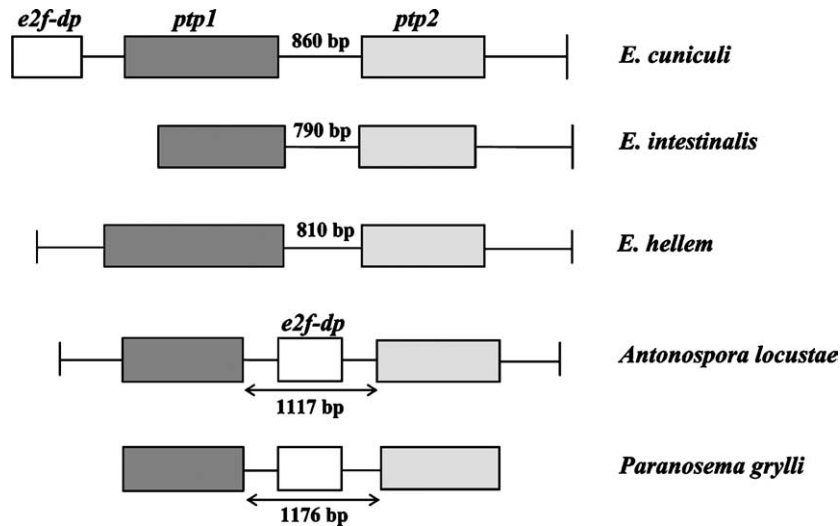 e2f-dp ptp1 ptp2
860 bp
E. cuniculi
790 bp
E. intestinalis
810 bp
E. hellem
e2f-dp
Antonospora locustae
1117 bp
Paranosema grylli
1176 bp